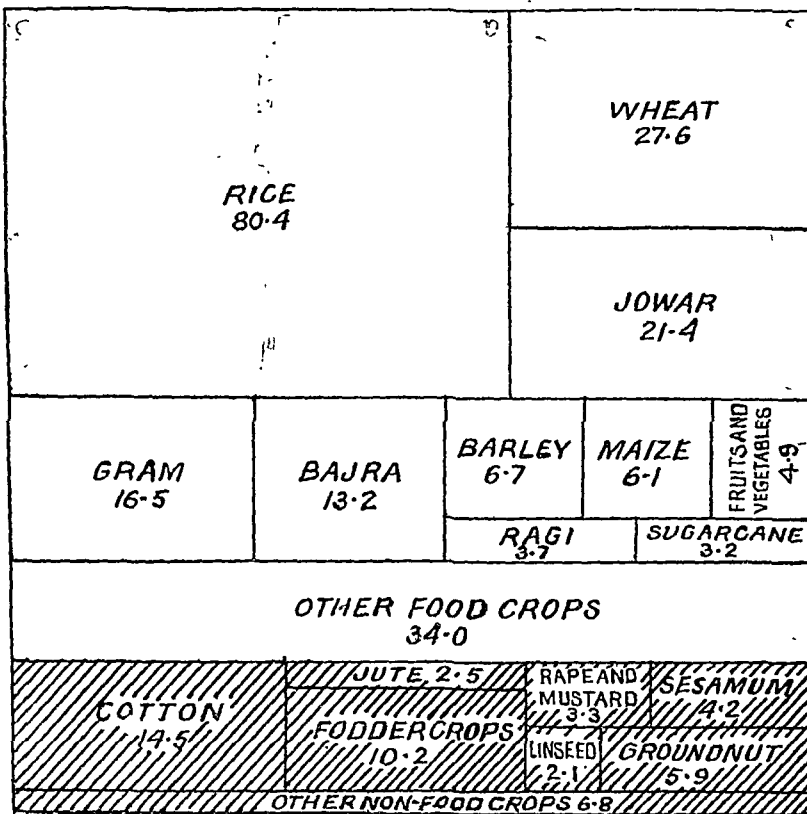 RICE
80.4
WHEAT
27.6
JOWAR
21.4
GRAM
16.5
BAJRA
13.2
BARLEY
6.7
MAIZE
6.1
FRUITS AND
VEGETABLES
4.9
RAGI
3.7
SUGARCANE
3.2
OTHER FOOD CROPS
34.0
COTTON
14.5
JUTE 2.5
FODDER CROPS
10.2
RAPE AND
MUSTARD
3.3
SESAMUM
4.2
LINSEED
2.1
GROUNDNUT
5.9
OTHER NON-FOOD CROPS 6.8